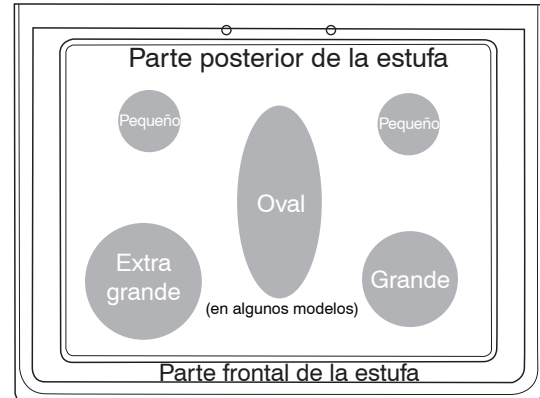 Parte posterior de la estufa
Pequeño
Pequeño
Oval
Extra
grande
Grande
(en algunos modelos)
Parte frontal de la estufa